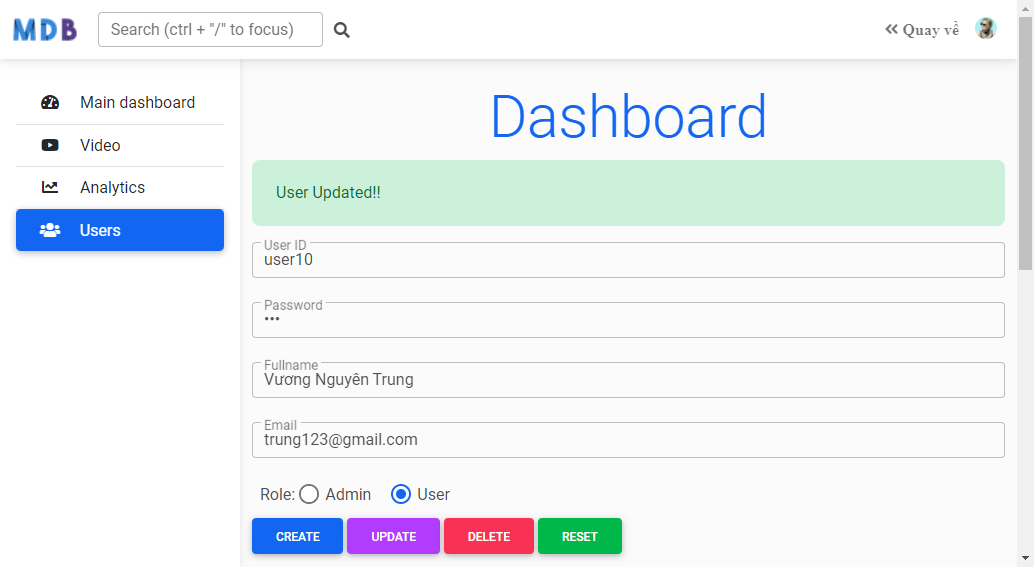 MDB
Search (ctrl + "/" to focus)
Quay về
Main dashboard
Video
Analytics
Users
Dashboard
User Updated!!
User ID
user10
Password
•••
Fullname
Vương Nguyên Trung
Email
trung123@gmail.com
Role: Admin User
CREATE UPDATE DELETE RESET